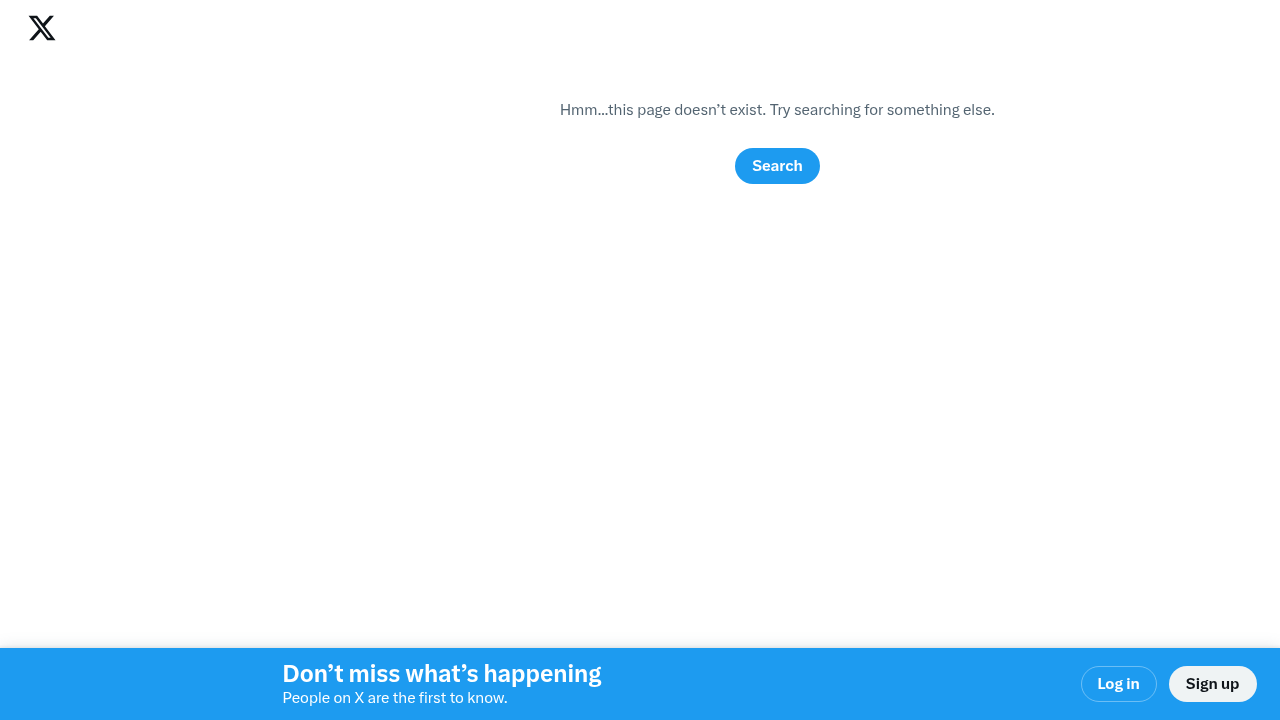 Hmm...this page doesn’t exist. Try searching for something else.
Search
Don’t miss what’s happening
People on X are the first to know.
Log in
Sign up